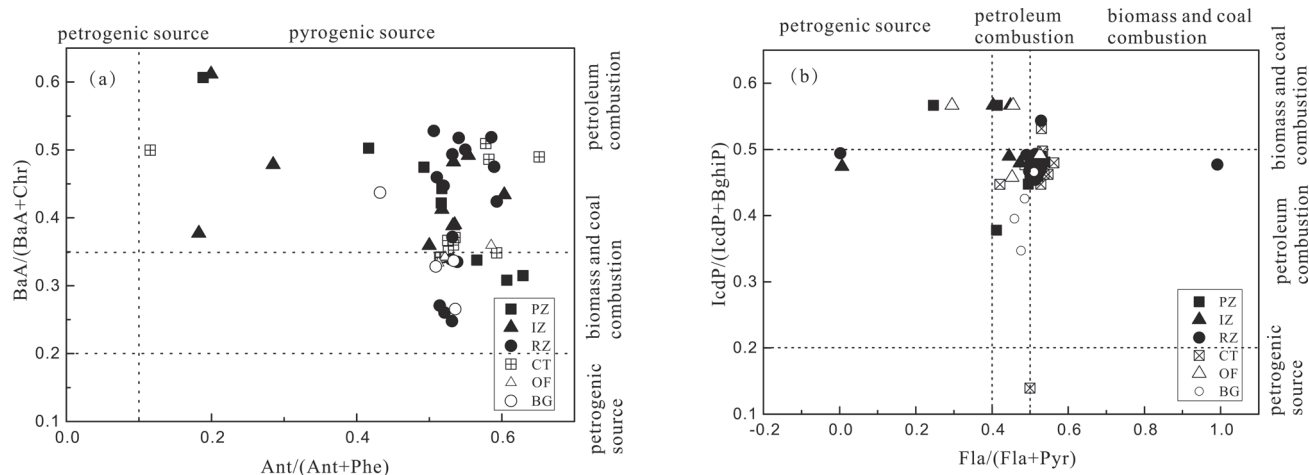 petrogenic source
pyrogenic source
(a)
0.6
0.5
0.4
0.3
0.2
0.1
BaA/(BaA+Chr)
0.0
0.2
0.4
0.6
Ant/(Ant+Phe)
petroleum
combustion
biomass and coal
combustion
petrogenic
source
PZ
IZ
RZ
CT
OF
BG
petrogenic source
petroleum
combustion
biomass and coal
combustion
(b)
0.6
0.5
0.4
0.3
0.2
0.1
IcdP/(IcdP+BghiP)
-0.2
0.0
0.2
0.4
0.6
0.8
1.0
Fla/(Fla+Pyr)
biomass and coal
combustion
petroleum
combustion
petrogenic
source
PZ
IZ
RZ
CT
OF
BG